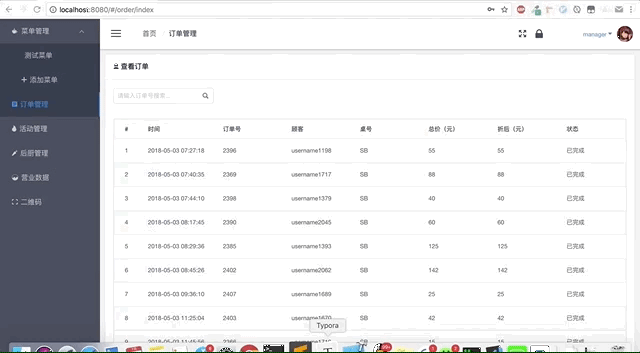 localhost:8080/#/order/index
菜单管理
测试菜单
+ 添加菜单
订单管理
活动管理
后厨管理
营业数据
二维码
首页 订单管理
manager
查看订单
请输入订单号搜索...
# 时间 订单号 顾客 桌号 总价（元） 折后（元） 状态
1 2018-05-03 07:27:18 2396 username1198 SB 55 55 已完成
2 2018-05-03 07:40:35 2369 username1717 SB 88 88 已完成
3 2018-05-03 07:44:10 2398 username1379 SB 40 40 已完成
4 2018-05-03 08:17:45 2390 username2045 SB 60 60 已完成
5 2018-05-03 08:29:36 2385 username1393 SB 125 125 已完成
6 2018-05-03 08:45:26 2402 username2062 SB 142 142 已完成
7 2018-05-03 09:36:10 2407 username1689 SB 25 25 已完成
8 2018-05-03 11:25:04 2403 SB 42 42 已完成
Typora